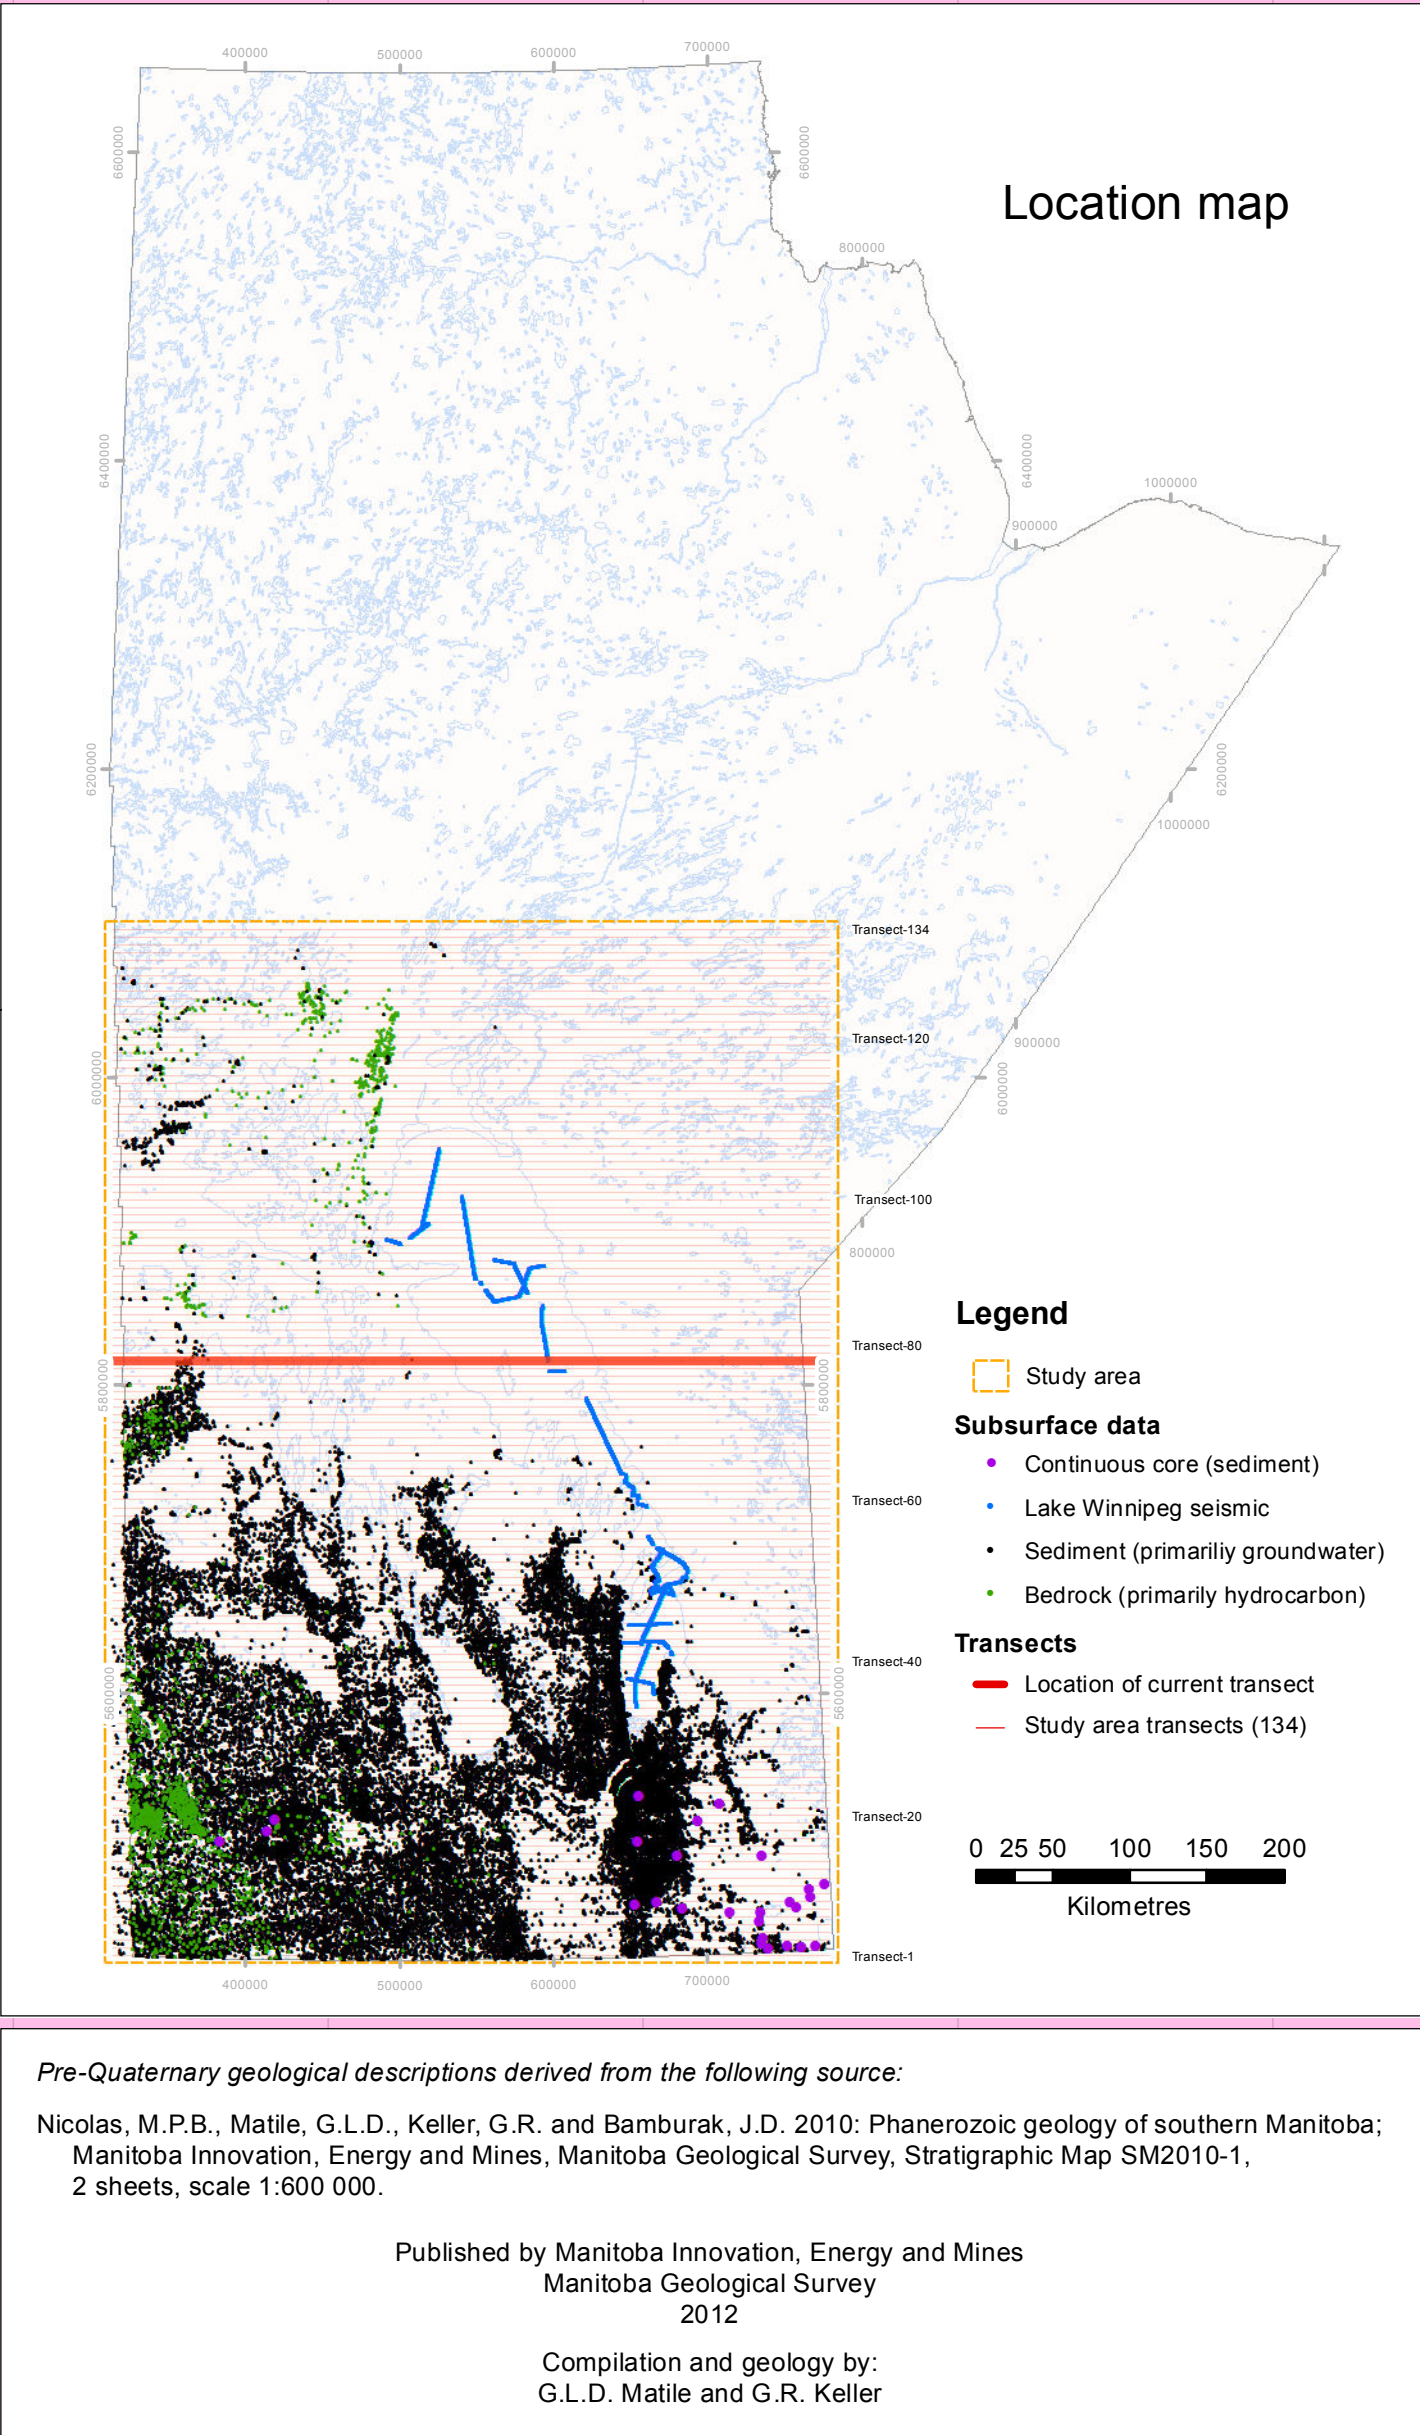 400000
500000
600000
700000
6600000
6600000
Location map
800000
6400000
6400000
1000000
900000
6200000
6200000
1000000
Transect-134
Transect-120
900000
6000000
6000000
Transect-100
800000
Transect-80
5800000
5800000
Transect-60
Transect-40
5600000
5600000
Transect-20
Transect-1
400000
500000
600000
700000
Legend
Study area
Subsurface data
Continuous core (sediment)
Lake Winnipeg seismic
Sediment (primariliy groundwater)
Bedrock (primarily hydrocarbon)
Transects
Location of current transect
Study area transects (134)
0 25 50 100 150 200
Kilometres
Pre-Quaternary geological descriptions derived from the following source:
Nicolas, M.P.B., Matile, G.L.D., Keller, G.R. and Bamburak, J.D. 2010: Phanerozoic geology of southern Manitoba;
Manitoba Innovation, Energy and Mines, Manitoba Geological Survey, Stratigraphic Map SM2010-1,
2 sheets, scale 1:600 000.
Published by Manitoba Innovation, Energy and Mines
Manitoba Geological Survey
2012
Compilation and geology by:
G.L.D. Matile and G.R. Keller